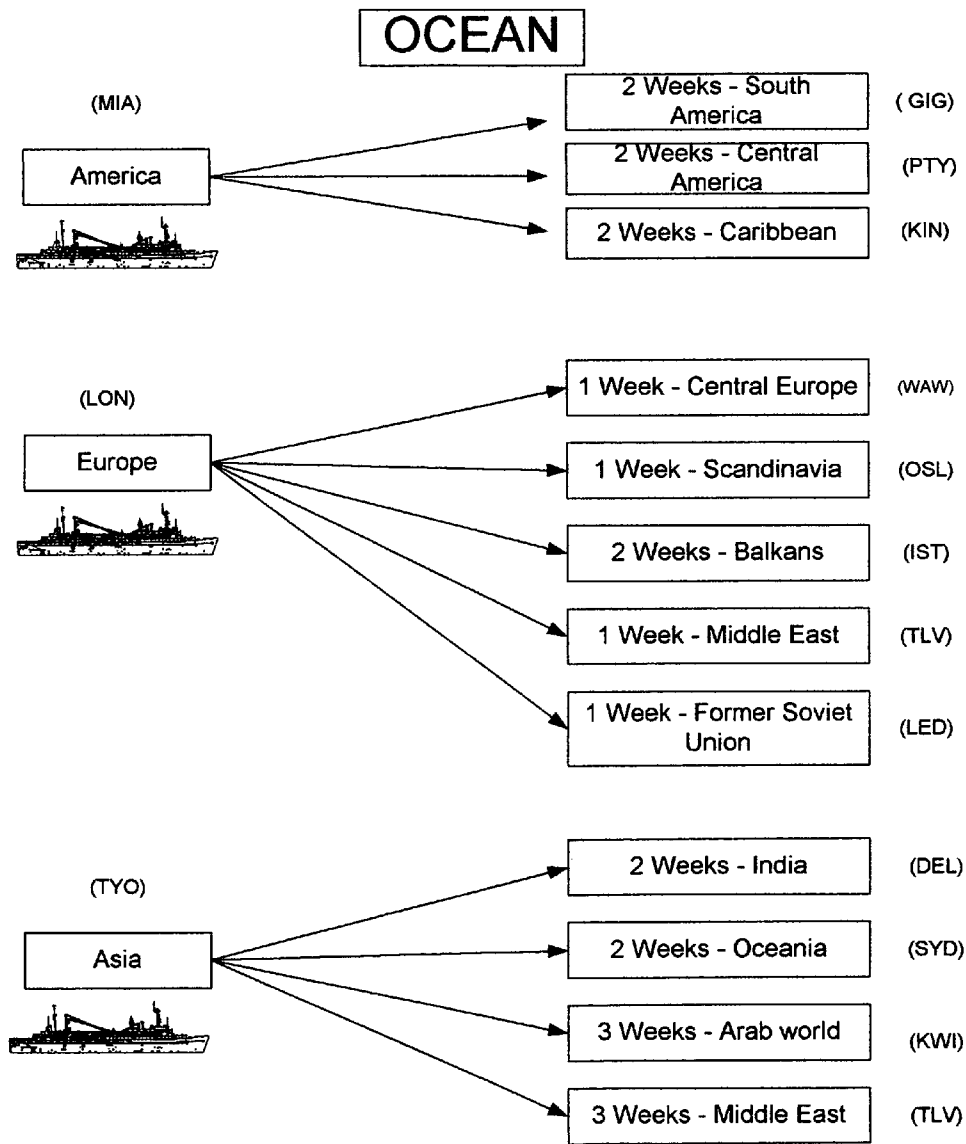 OCEAN
(MIA)
America
2 Weeks - South
America
( GIG)
2 Weeks - Central
America
(PTY)
2 Weeks - Caribbean
(KIN)
(LON)
Europe
1 Week - Central Europe
(WAW)
1 Week - Scandinavia
(OSL)
2 Weeks - Balkans
(IST)
1 Week - Middle East
(TLV)
1 Week - Former Soviet
Union
(LED)
(TYO)
Asia
2 Weeks - India
(DEL)
2 Weeks - Oceania
(SYD)
3 Weeks - Arab world
(KWI)
3 Weeks - Middle East
(TLV)